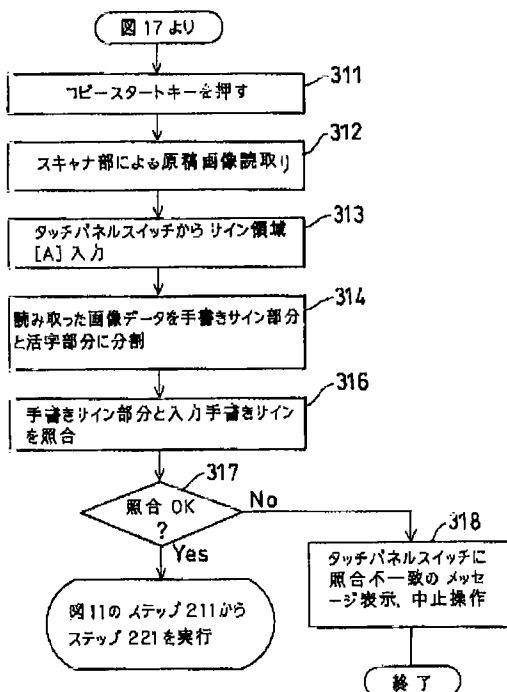 図17より
311
コピースタートキーを押す
312
スキャナ部による原稿画像読取り
313
タッチパネルスイッチからサイン領域
[A]入力
314
読み取った画像データを手書きサイン部分
と活字部分に分割
316
手書きサイン部分と入力手書きサイン
を照合
317
照合OK
?
No
Yes
318
タッチパネルスイッチに
照合不一致のメッセ
ージ表示、中止操作
図11のステップ211から
ステップ221を実行
終了